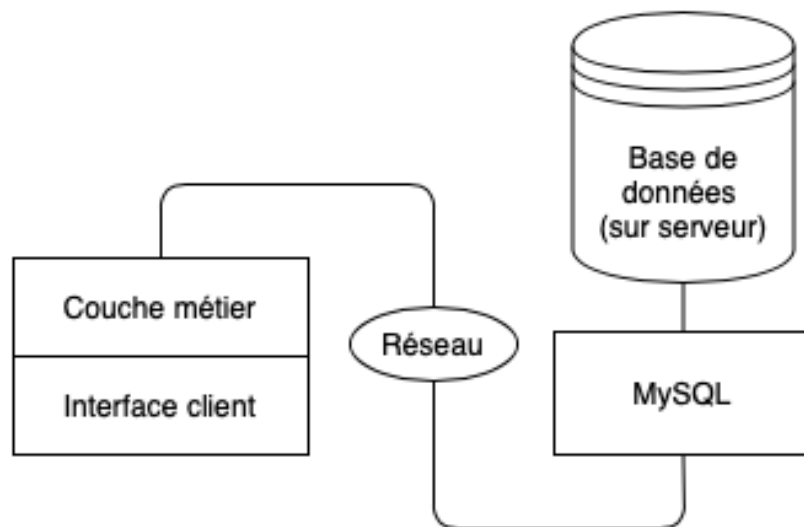 Couche métier
Interface client
Réseau
Base de
données
(sur serveur)
MySQL